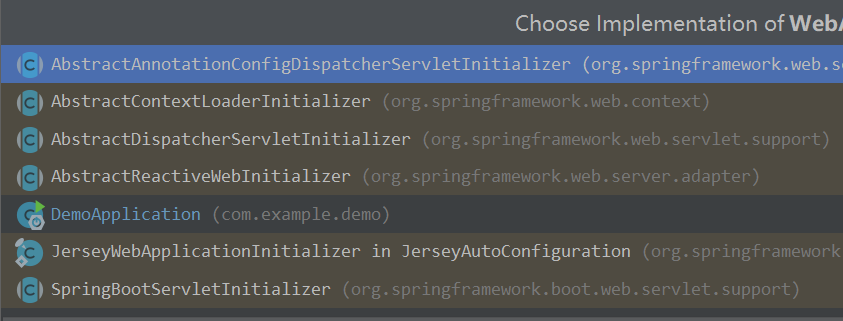 Choose Implementation of WebA
AbstractAnnotationConfigDispatcherServletInitializer (org.springframework.web.se
AbstractContextLoaderInitializer (org.springframework.web.context)
AbstractDispatcherServletInitializer (org.springframework.web.servlet.support)
AbstractReactiveWebInitializer (org.springframework.web.server.adapter)
DemoApplication (com.example.demo)
JerseyWebApplicationInitializer in JerseyAutoConfiguration (org.springframework
SpringBootServletInitializer (org.springframework.boot.web.servlet.support)